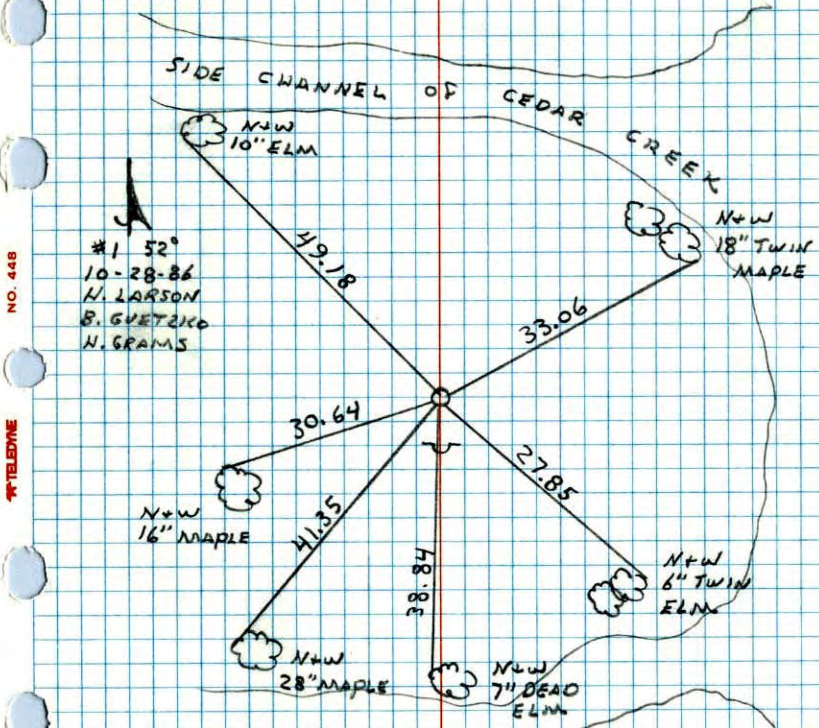 SIDE CHANNEL OF CEDAR CREEK
N+W
10" ELM
N+W
18" TWIN
MAPLE
#1 52°
10-28-86
H. LARSON
B. GUETZKO
H. GRAMS
49.18
33.06
30.64
27.85
41.35
38.84
N+W
16" MAPLE
N+W
6" TWIN
ELM
N+W
28" MAPLE
N+W
7" DEAD
ELM
NO. 448
TELEDYNE